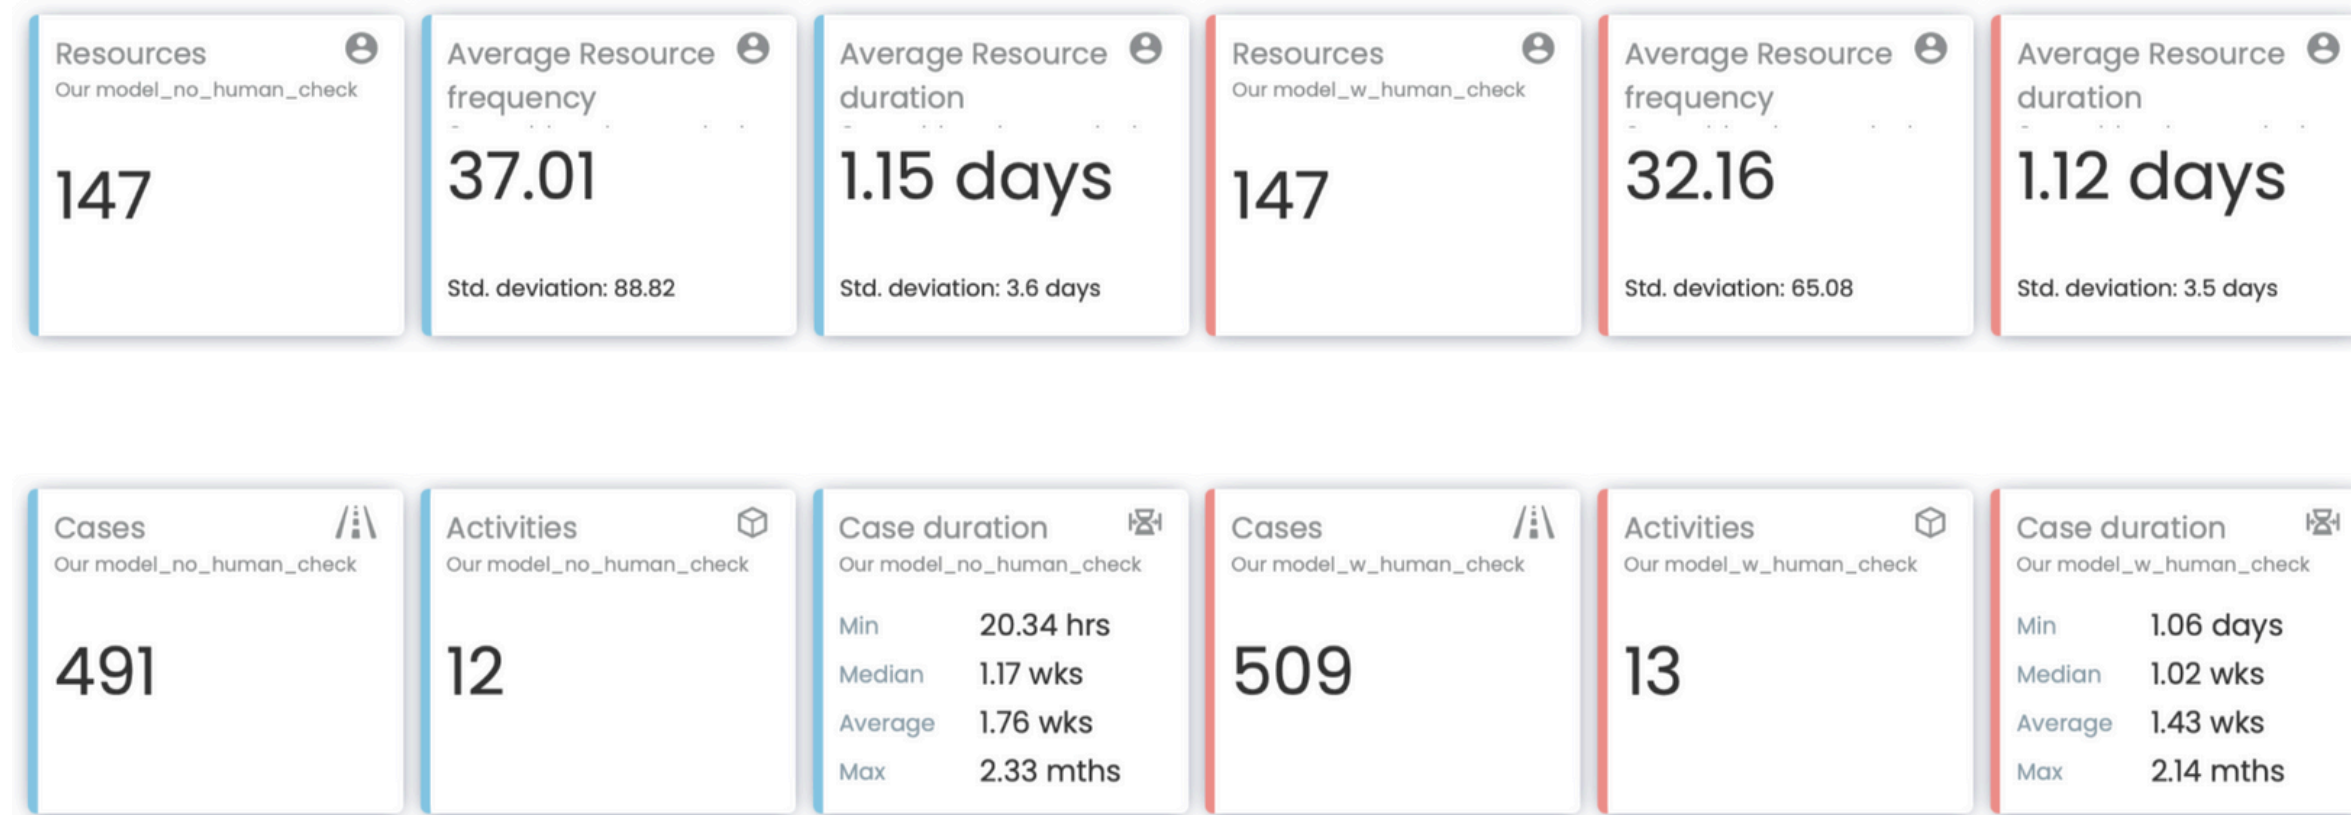 Resources
Our model_no_human_check
147
Average Resource
frequency
37.01
Std. deviation: 88.82
Average Resource
duration
1.15 days
Std. deviation: 3.6 days
Resources
Our model_w_human_check
147
Average Resource
frequency
32.16
Std. deviation: 65.08
Average Resource
duration
1.12 days
Std. deviation: 3.5 days
Cases
Our model_no_human_check
491
Activities
Our model_no_human_check
12
Case duration
Our model_no_human_check
Min 20.34 hrs
Median 1.17 wks
Average 1.76 wks
Max 2.33 mths
Cases
Our model_w_human_check
509
Activities
Our model_w_human_check
13
Case duration
Our model_w_human_check
Min 1.06 days
Median 1.02 wks
Average 1.43 wks
Max 2.14 mths